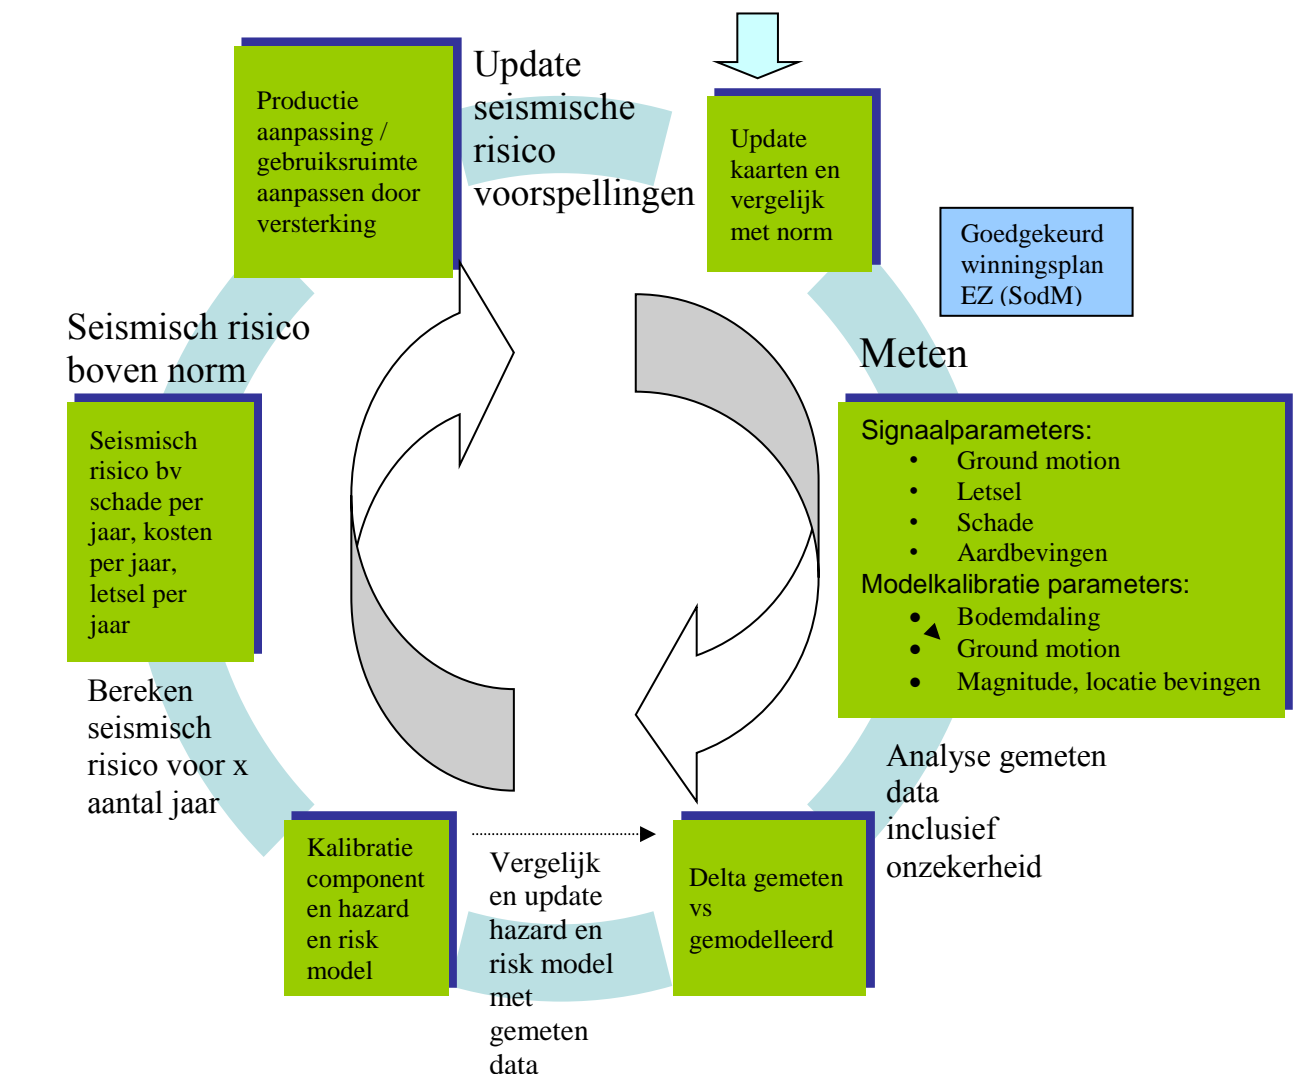 Update
seismische
risico
voorspellingen
Productie
aanpassing /
gebruiksruimte
aanpassen door
versterking
Update
kaarten en
vergelijk
met norm
Goedgekeurd
winningsplan
EZ (SodM)
Meten
Signaalparameters:
• Ground motion
• Letsel
• Schade
• Aardbevingen
Modelkalibratie parameters:
• Bodemdaling
• Ground motion
• Magnitude, locatie bevingen
Analyse gemeten
data
inclusief
onzekerheid
Delta gemeten
vs
gemodelleerd
Vergelijk
en update
hazard en
risk model
met
gemeten
data
Kalibratie
component
en hazard
en risk
model
Bereken
seismisch
risico voor x
aantal jaar
Seismisch
risico bv
schade per
jaar, kosten
per jaar,
letsel per
jaar
Seismisch risico
boven norm